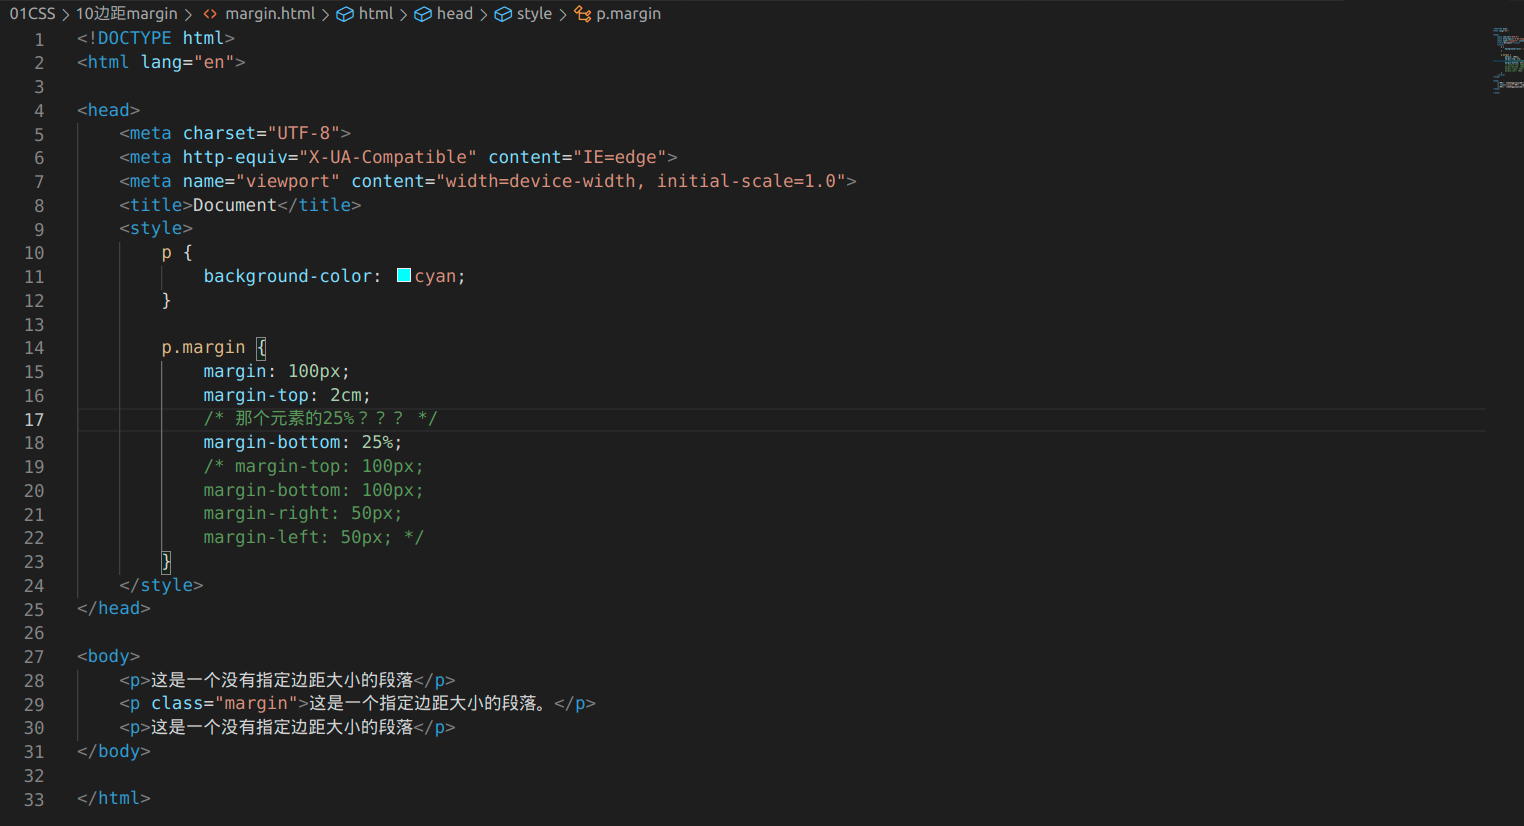 01CSS > 10边距margin > <> margin.html > html > head > style > p.margin
1 <!DOCTYPE html>
2 <html lang="en">
3
4 <head>
5 <meta charset="UTF-8">
6 <meta http-equiv="X-UA-Compatible" content="IE=edge">
7 <meta name="viewport" content="width=device-width, initial-scale=1.0">
8 <title>Document</title>
9 <style>
10 p {
11 background-color: cyan;
12 }
13
14 p.margin {
15 margin: 100px;
16 margin-top: 2cm;
17 /* 那个元素的25%？？？ */
18 margin-bottom: 25%;
19 /* margin-top: 100px;
20 margin-bottom: 100px;
21 margin-right: 50px;
22 margin-left: 50px; */
23 }
24 </style>
25 </head>
26
27 <body>
28 <p>这是一个没有指定边距大小的段落</p>
29 <p class="margin">这是一个指定边距大小的段落。</p>
30 <p>这是一个没有指定边距大小的段落</p>
31 </body>
32
33 </html>